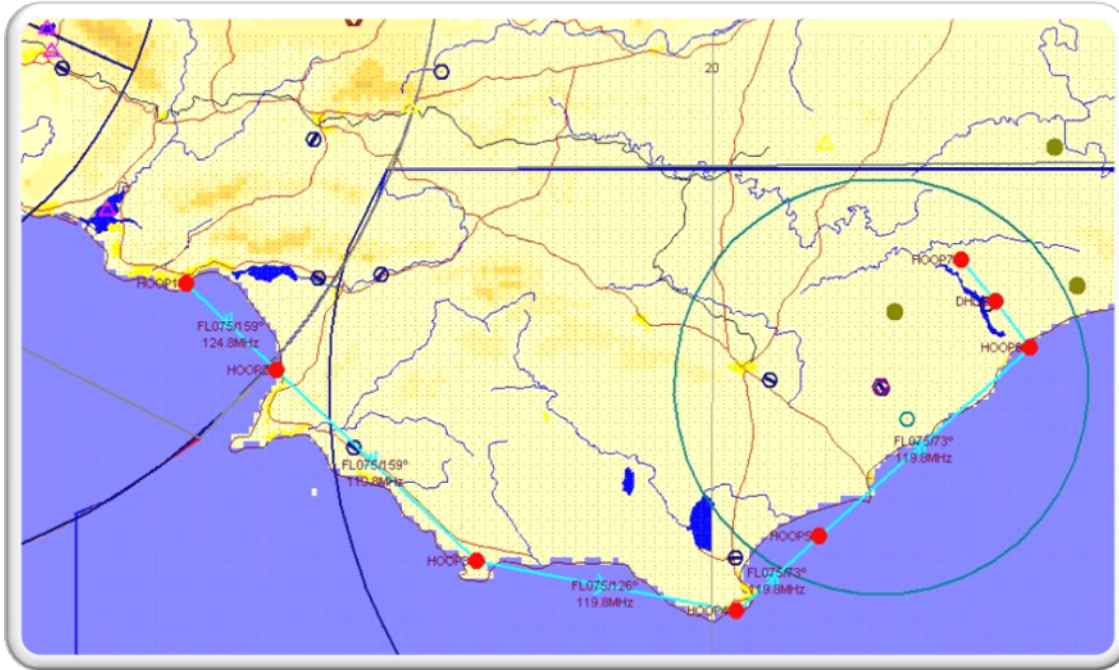 20
HOOP7
HOOP1
DHL
FL075/159°
124.8MHz
HOOP6
HOOP2
FL075/73°
119.8MHz
FL075/159°
119.8MHz
HOOP5
HOOP3
FL075/126°
119.8MHz
FL075/73°
119.8MHz
HOOP4